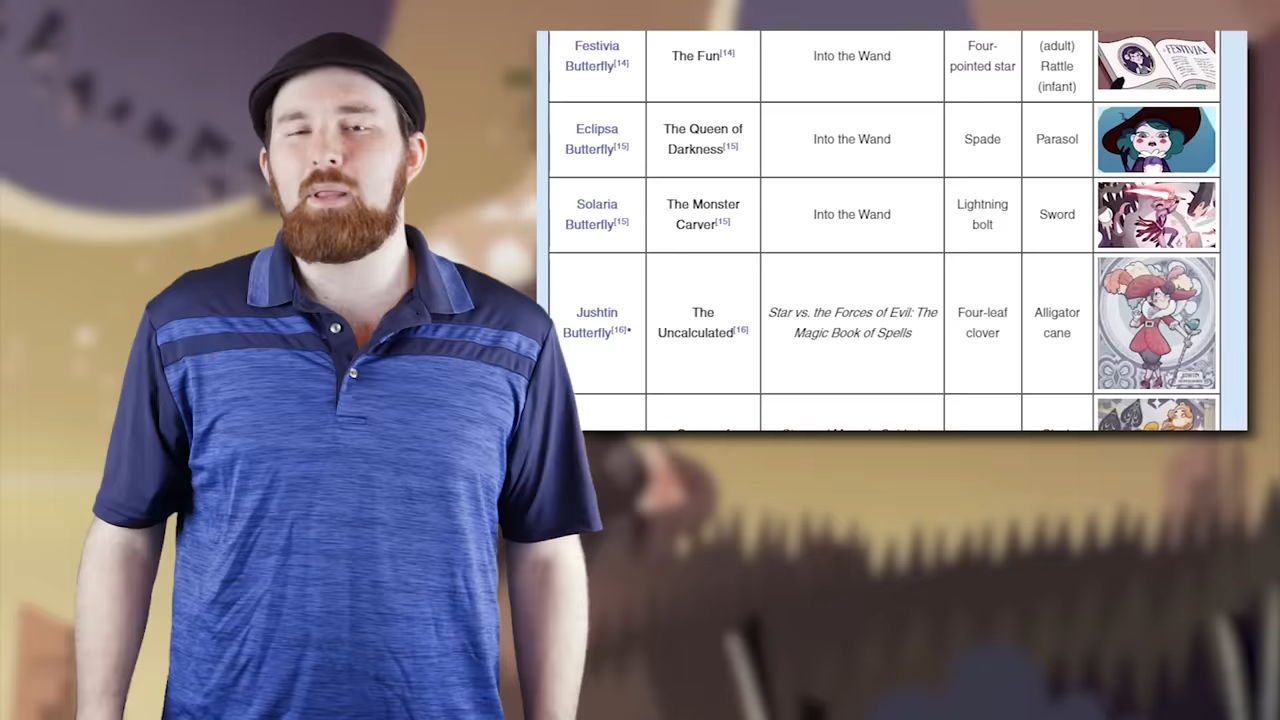 Festivia
Butterfly[14]
The Fun[14]
Into the Wand
Four-
pointed star
(adult)
Rattle
(infant)
FESTIVIA
Eclipsa
Butterfly[15]
The Queen of
Darkness[15]
Into the Wand
Spade
Parasol
Solaria
Butterfly[15]
The Monster
Carver[15]
Into the Wand
Lightning
bolt
Sword
Jushtin
Butterfly[16]•
The
Uncalculated[16]
Star vs. the Forces of Evil: The
Magic Book of Spells
Four-leaf
clover
Alligator
cane